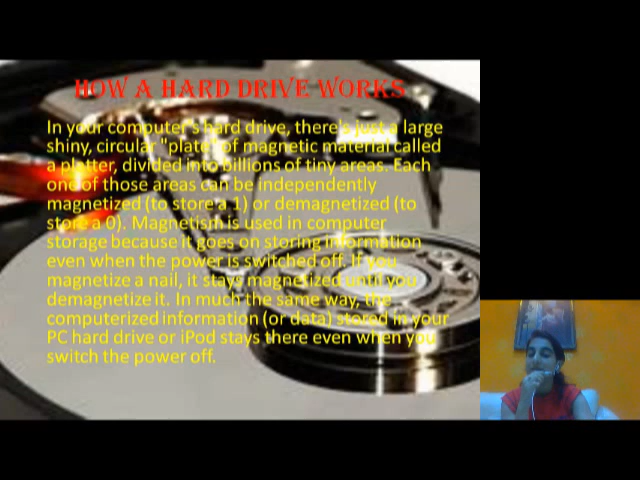 HOW A HARD DRIVE WORKS
In your computer's hard drive, there's just a large
shiny, circular "plate" of magnetic material called
a platter, divided into billions of tiny areas. Each
one of those areas can be independently
magnetized (to store a 1) or demagnetized (to
store a 0). Magnetism is used in computer
storage because it goes on storing information
even when the power is switched off. If you
magnetize a nail, it stays magnetized until you
demagnetize it. In much the same way, the
computerized information (or data) stored in your
PC hard drive or iPod stays there even when you
switch the power off.